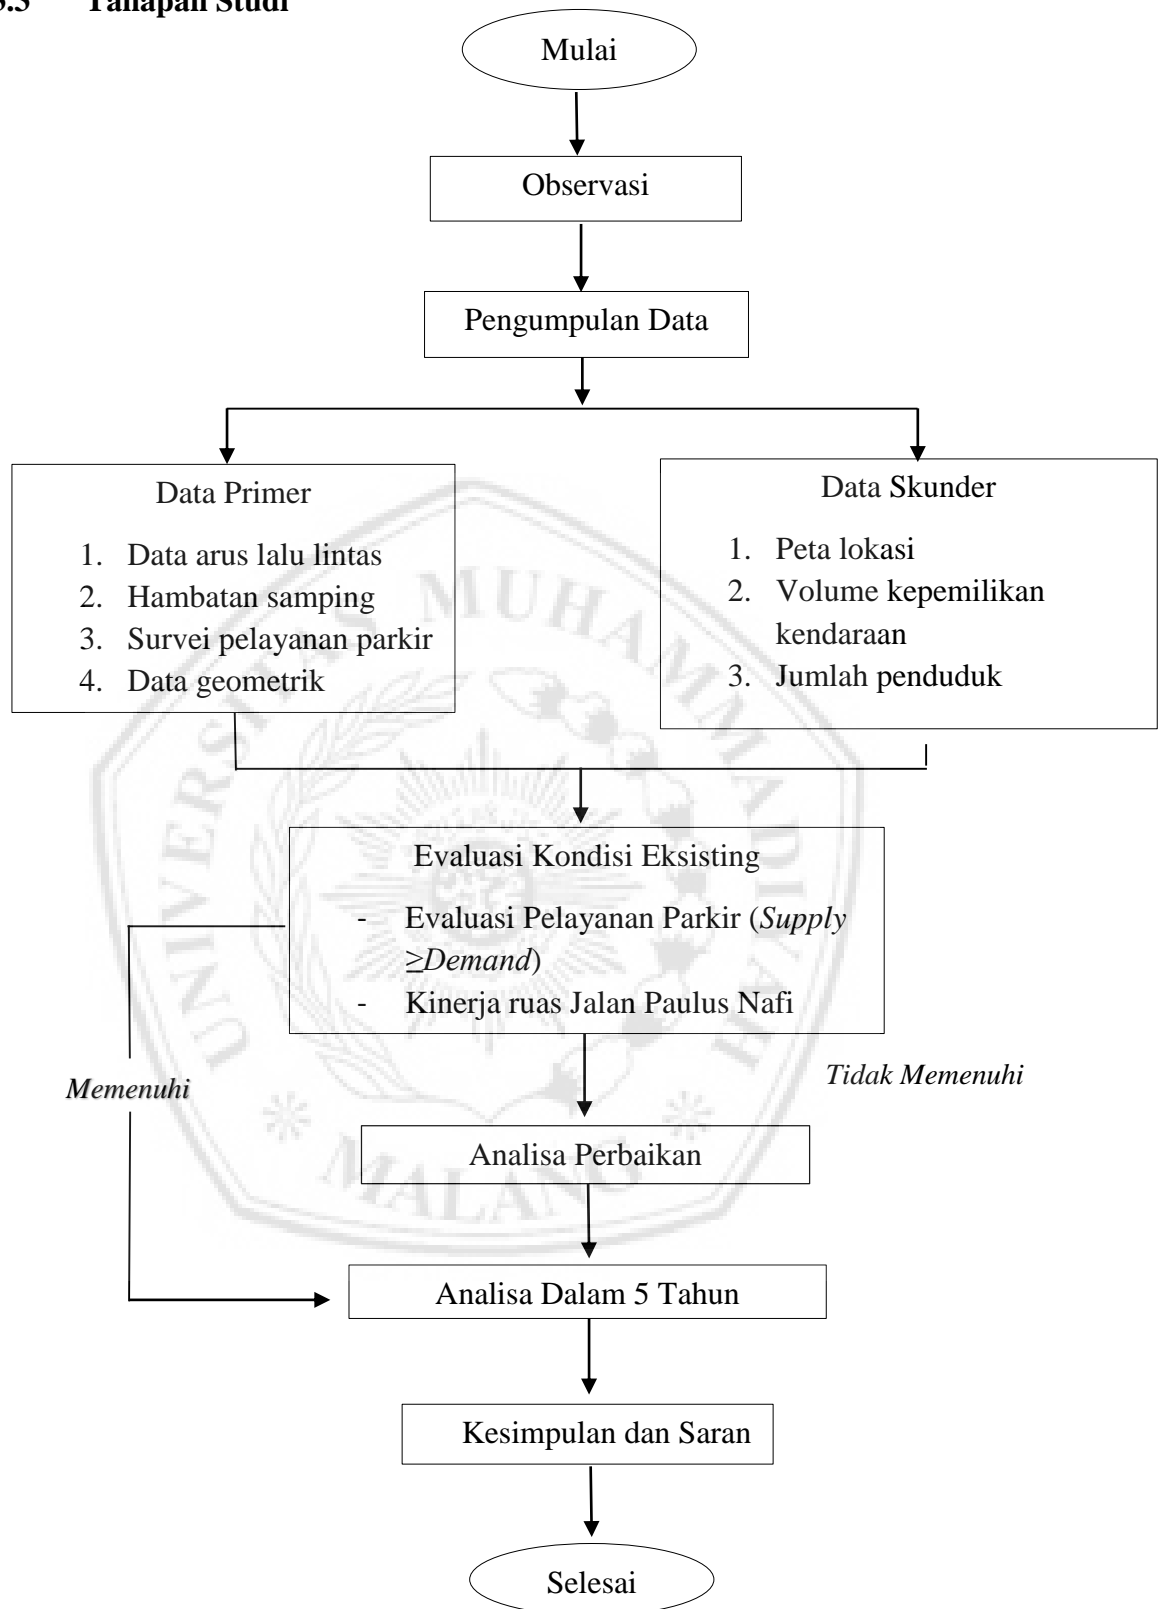 Tahapan Studi
Mulai
Observasi
Pengumpulan Data
Data Primer
1. Data arus lalu lintas
2. Hambatan samping
3. Survei pelayanan parkir
4. Data geometrik
Data Skunder
1. Peta lokasi
2. Volume kepemilikan
kendaraan
3. Jumlah penduduk
Evaluasi Kondisi Eksisting
- Evaluasi Pelayanan Parkir (Supply
≥Demand)
- Kinerja ruas Jalan Paulus Nafi
Memenuhi
Tidak Memenuhi
Analisa Perbaikan
Analisa Dalam 5 Tahun
Kesimpulan dan Saran
Selesai
UNIVERSITAS MUHAMMADIYAH
MALANG